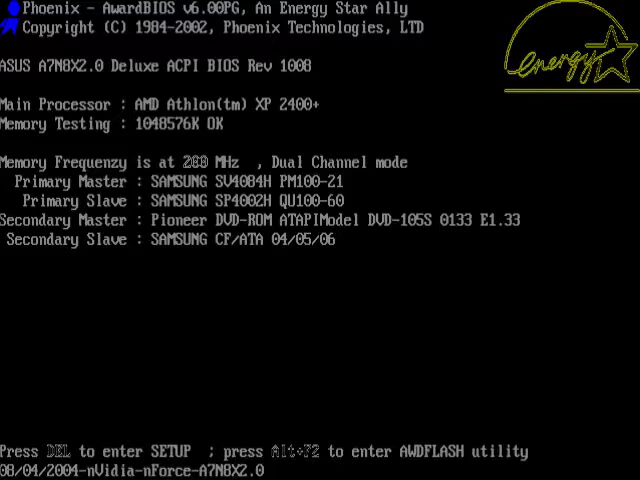 Phoenix - AwardBIOS v6.00PG, An Energy Star Ally
Copyright (C) 1984-2002, Phoenix Technologies, LTD
energy
ASUS A7N8X2.0 Deluxe ACPI BIOS Rev 1008
Main Processor : AMD Athlon(tm) XP 2400+
Memory Testing : 1048576K OK
Memory Frequenzy is at 200 MHz , Dual Channel mode
Primary Master : SAMSUNG SV4084H PM100-21
Primary Slave : SAMSUNG SP4002H QU100-60
Secondary Master : Pioneer DVD-ROM ATAPIModel DVD-105S 0133 E1.33
Secondary Slave : SAMSUNG CF/ATA 04/05/06
Press DEL to enter SETUP ; press Alt+F2 to enter AWDFLASH utility
08/04/2004-nVidia-nForce-A7N8X2.0